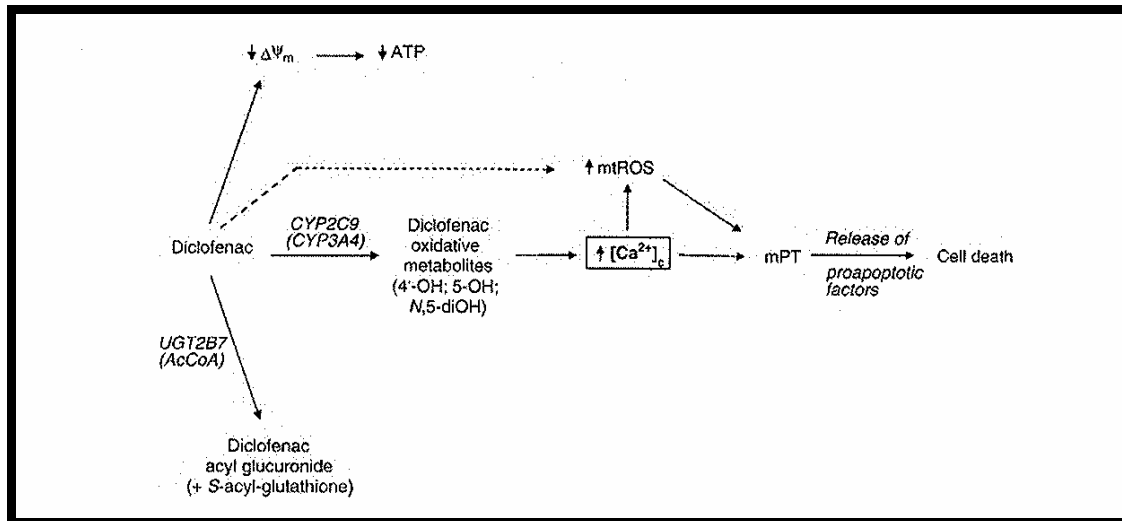 ↓ ΔΨm → ↓ ATP
↑ mtROS
Diclofenac
CYP2C9
(CYP3A4)
Diclofenac
oxidative
metabolites
(4'-OH; 5-OH;
N,5-diOH)
↑ [Ca2+]c
mPT
Release of
proapoptotic
factors
Cell death
UGT2B7
(AcCoA)
Diclofenac
acyl glucuronide
(+ S-acyl-glutathione)